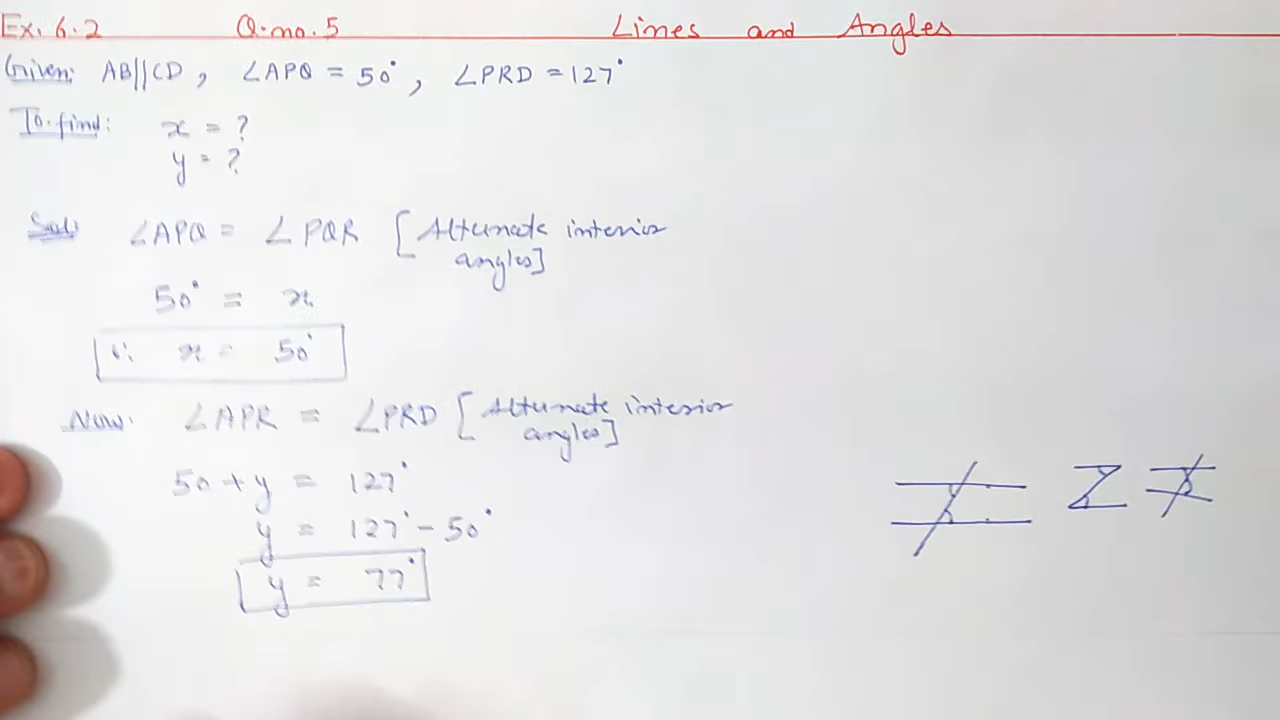 Ex. 6.2 Q.no.5 Lines and Angles
Given: AB||CD, ∠APQ = 50°, ∠PRD = 127°
To find: x = ?
y = ?
Sol: ∠APQ = ∠PQR [Alternate interior
angles]
50° = x
∴ x = 50°
Now: ∠APR = ∠PRD [Alternate interior
angles]
50 + y = 127°
y = 127° - 50°
y = 77°